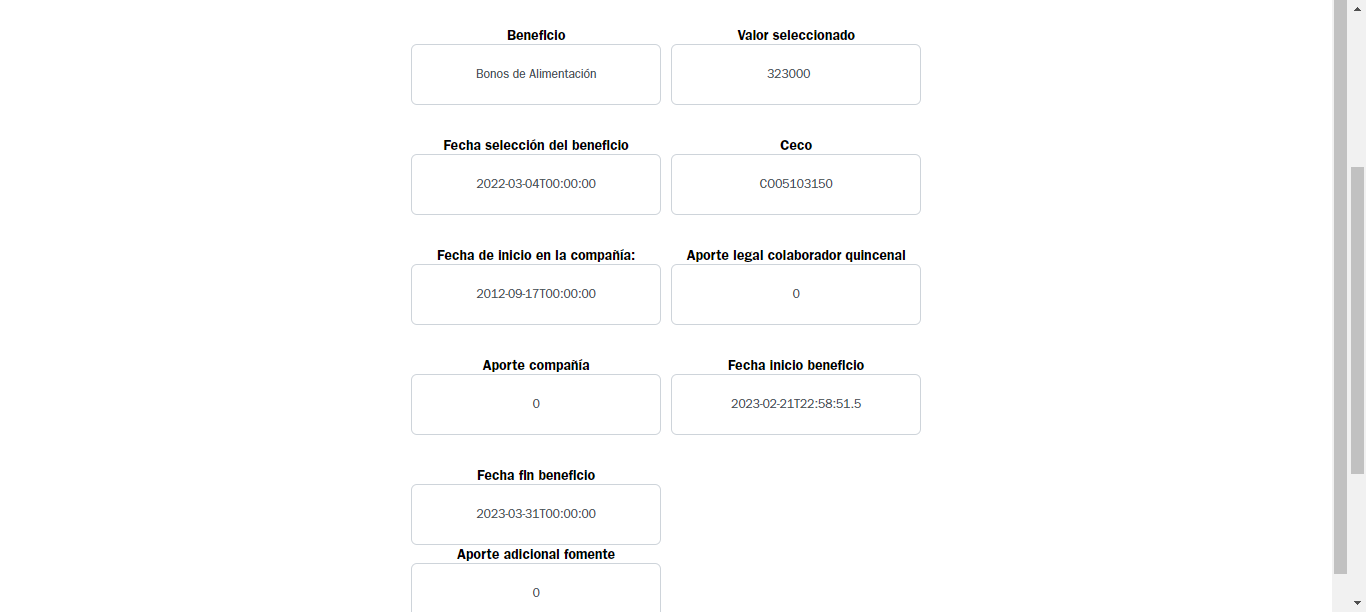 Beneficio
Valor seleccionado
Bonos de Alimentación
323000
Fecha selección del beneficio
Ceco
2022-03-04T00:00:00
CO05103150
Fecha de inicio en la compañía:
Aporte legal colaborador quincenal
2012-09-17T00:00:00
0
Aporte compañía
Fecha inicio beneficio
0
2023-02-21T22:58:51.5
Fecha fin beneficio
2023-03-31T00:00:00
Aporte adicional fomente
0